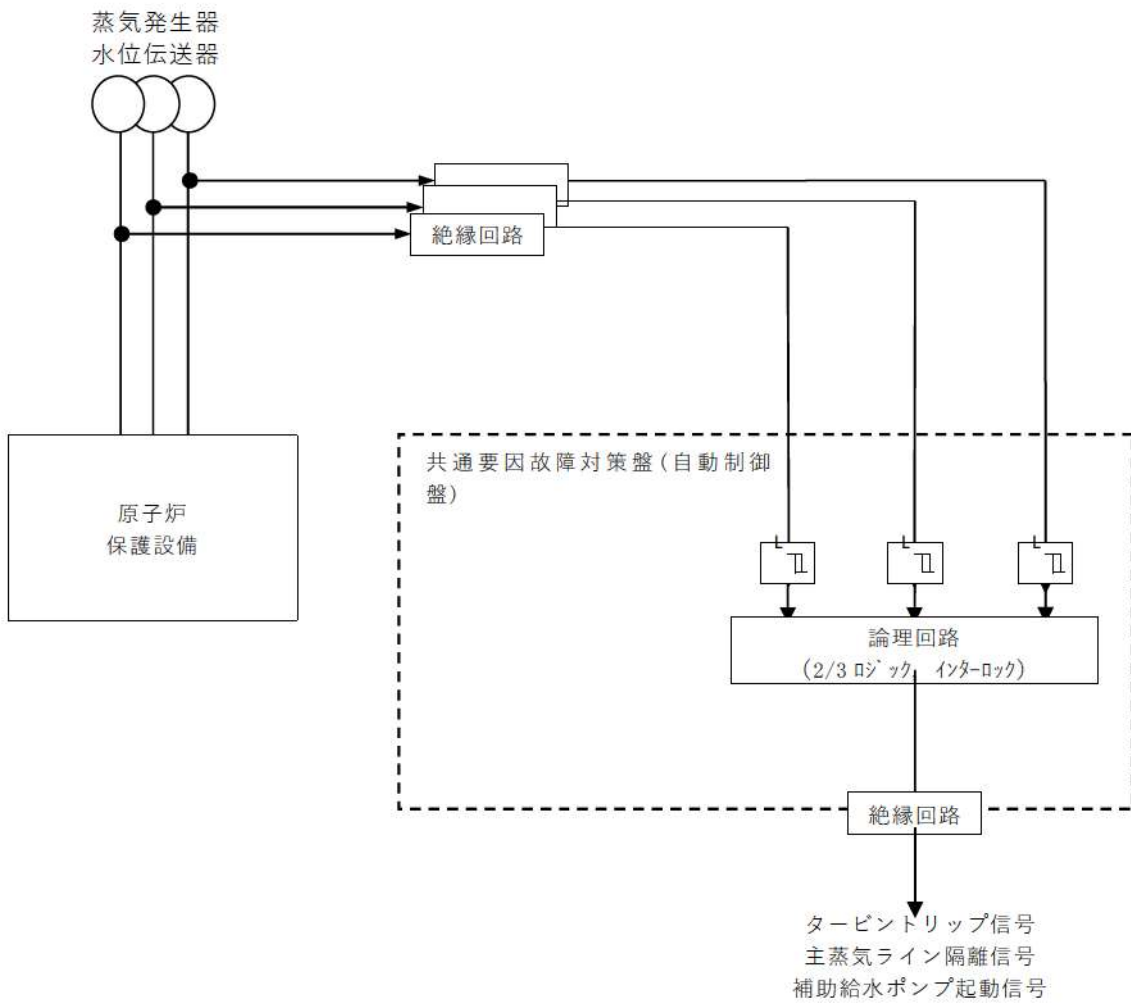 蒸気発生器
水位伝送器
絶縁回路
共通要因故障対策盤(自動制御
盤)
原子炉
保護設備
L
L
L
論理回路
(2/3 ﾛｼﾞｯｸ, ｲﾝﾀｰﾛｯｸ)
絶縁回路
タービントリップ信号
主蒸気ライン隔離信号
補助給水ポンプ起動信号